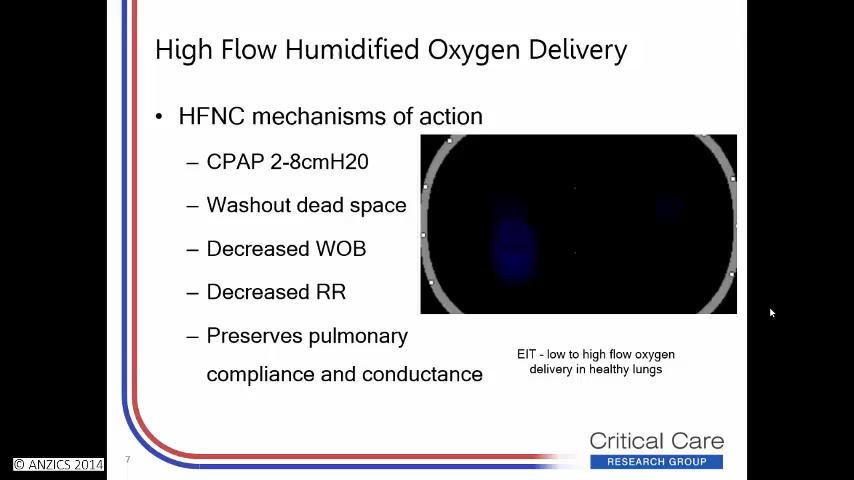 High Flow Humidified Oxygen Delivery
• HFNC mechanisms of action
– CPAP 2-8cmH20
– Washout dead space
– Decreased WOB
– Decreased RR
– Preserves pulmonary
compliance and conductance
EIT - low to high flow oxygen
delivery in healthy lungs
Critical Care
RESEARCH GROUP
7
© ANZICS 2014